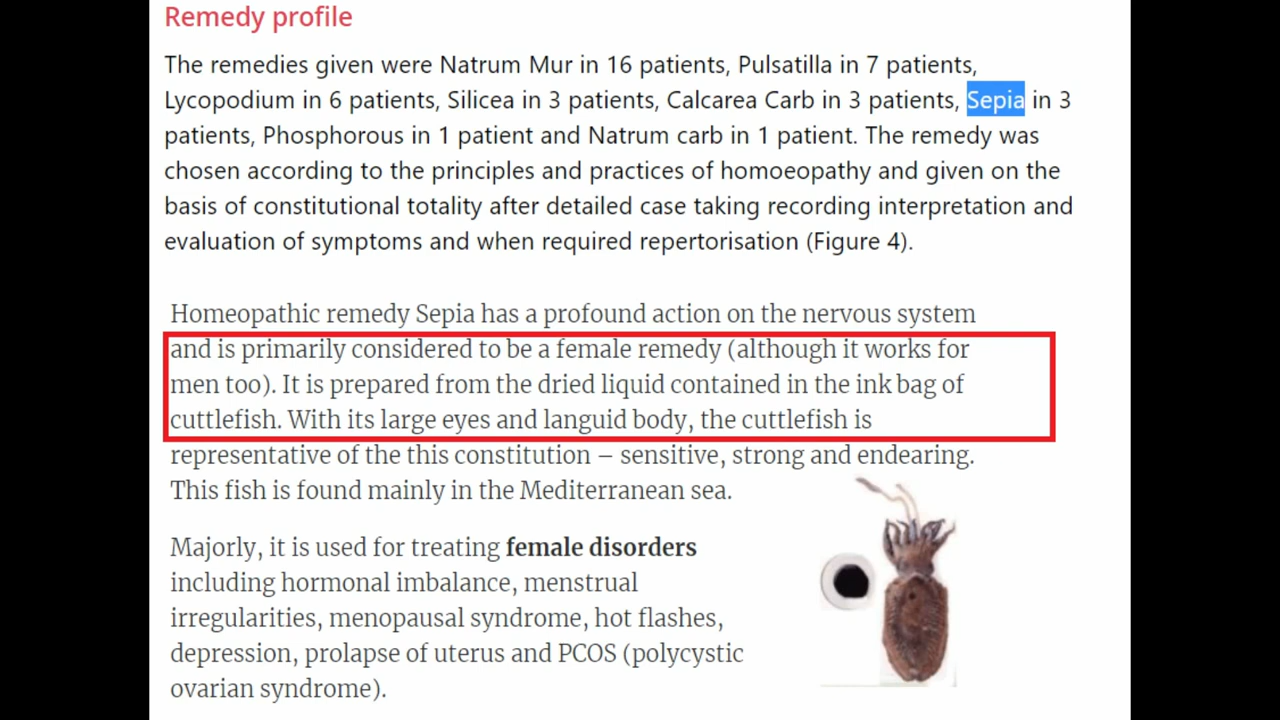 Remedy profile
The remedies given were Natrum Mur in 16 patients, Pulsatilla in 7 patients,
Lycopodium in 6 patients, Silicea in 3 patients, Calcarea Carb in 3 patients, Sepia in 3
patients, Phosphorous in 1 patient and Natrum carb in 1 patient. The remedy was
chosen according to the principles and practices of homoeopathy and given on the
basis of constitutional totality after detailed case taking recording interpretation and
evaluation of symptoms and when required repertorisation (Figure 4).
Homeopathic remedy Sepia has a profound action on the nervous system
and is primarily considered to be a female remedy (although it works for
men too). It is prepared from the dried liquid contained in the ink bag of
cuttlefish. With its large eyes and languid body, the cuttlefish is
representative of the this constitution – sensitive, strong and endearing.
This fish is found mainly in the Mediterranean sea.
Majorly, it is used for treating female disorders
including hormonal imbalance, menstrual
irregularities, menopausal syndrome, hot flashes,
depression, prolapse of uterus and PCOS (polycystic
ovarian syndrome).